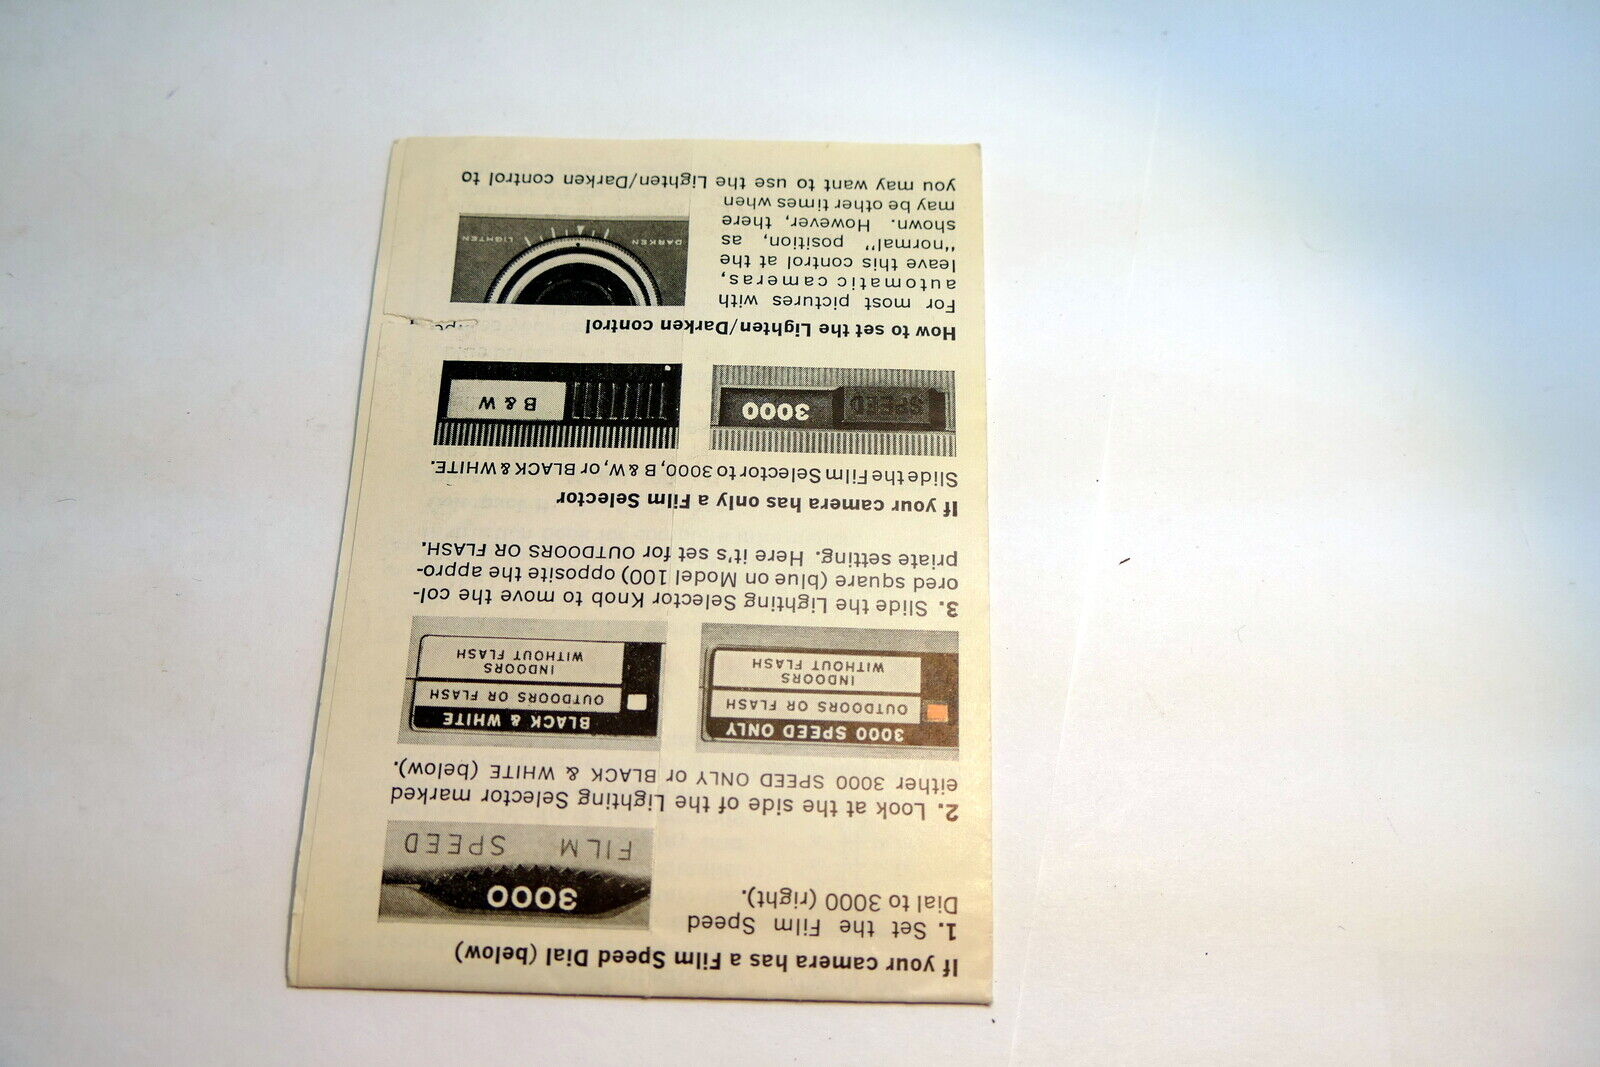 If your camera has a Film Speed Dial (below)
1. Set the Film Speed
Dial to 3000 (right).
3000
FILM SPEED
2. Look at the side of the Lighting Selector marked
either 3000 SPEED ONLY or BLACK & WHITE (below).
3000 SPEED ONLY
OUTDOORS OR FLASH
INDOORS
WITHOUT FLASH
BLACK & WHITE
OUTDOORS OR FLASH
INDOORS
WITHOUT FLASH
3. Slide the Lighting Selector Knob to move the col-
ored square (blue on Model 100) opposite the appro-
priate setting. Here it's set for OUTDOORS OR FLASH.
If your camera has only a Film Selector
Slide the Film Selector to 3000, B & W, or BLACK & WHITE.
SPEED 3000
B & W
How to set the Lighten/Darken control
For most pictures with
automatic cameras,
leave this control at the
"normal" position, as
shown. However, there
may be other times when
you may want to use the Lighten/Darken control to
DARKEN LIGHTEN